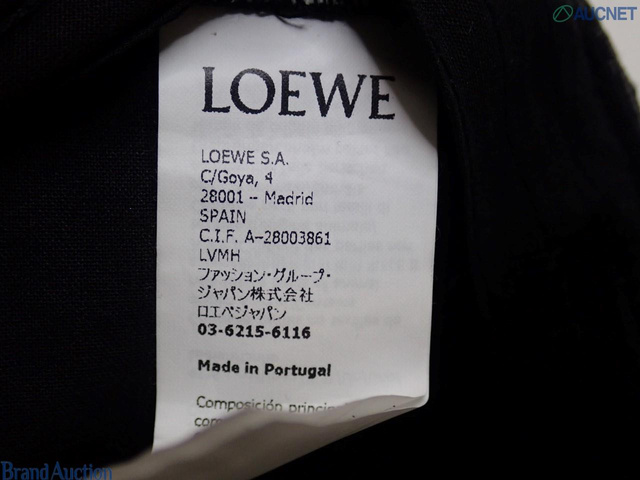 AUCNET
LOEWE
LOEWE S.A.
C/Goya, 4
28001 - Madrid
SPAIN
C.I.F. A-28003861
LVMH
ファッション・グループ・
ジャパン株式会社
ロエベジャパン
03-6215-6116
Made in Portugal
Composición
Brand Auction